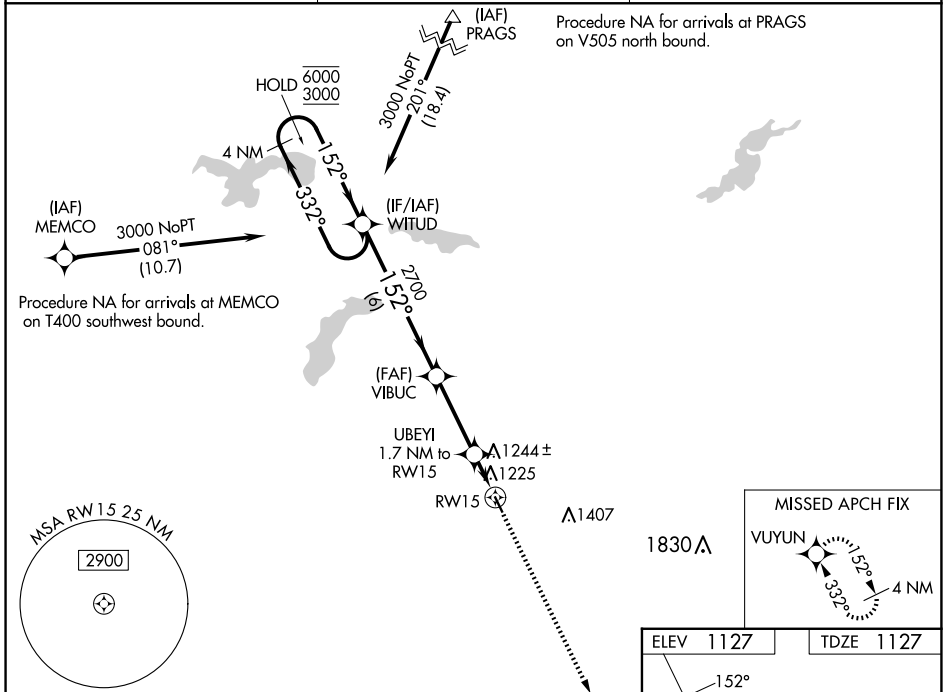 (IAF)
PRAGS
Procedure NA for arrivals at PRAGS
on V505 north bound.
3000 NoPT
201°
(18.4)
HOLD
6000
3000
4 NM
152°
332°
(IF/IAF)
WITUD
(IAF)
MEMCO
3000 NoPT
081°
(10.7)
Procedure NA for arrivals at MEMCO
on T400 southwest bound.
2700
152°
(6)
(FAF)
VIBUC
UBEYI
1.7 NM to
RW15
1244±
1225
RW15
1407
1830
MSA RW15 25 NM
2900
MISSED APCH FIX
VUYUN
152°
332°
4 NM
ELEV 1127
TDZE 1127
152°